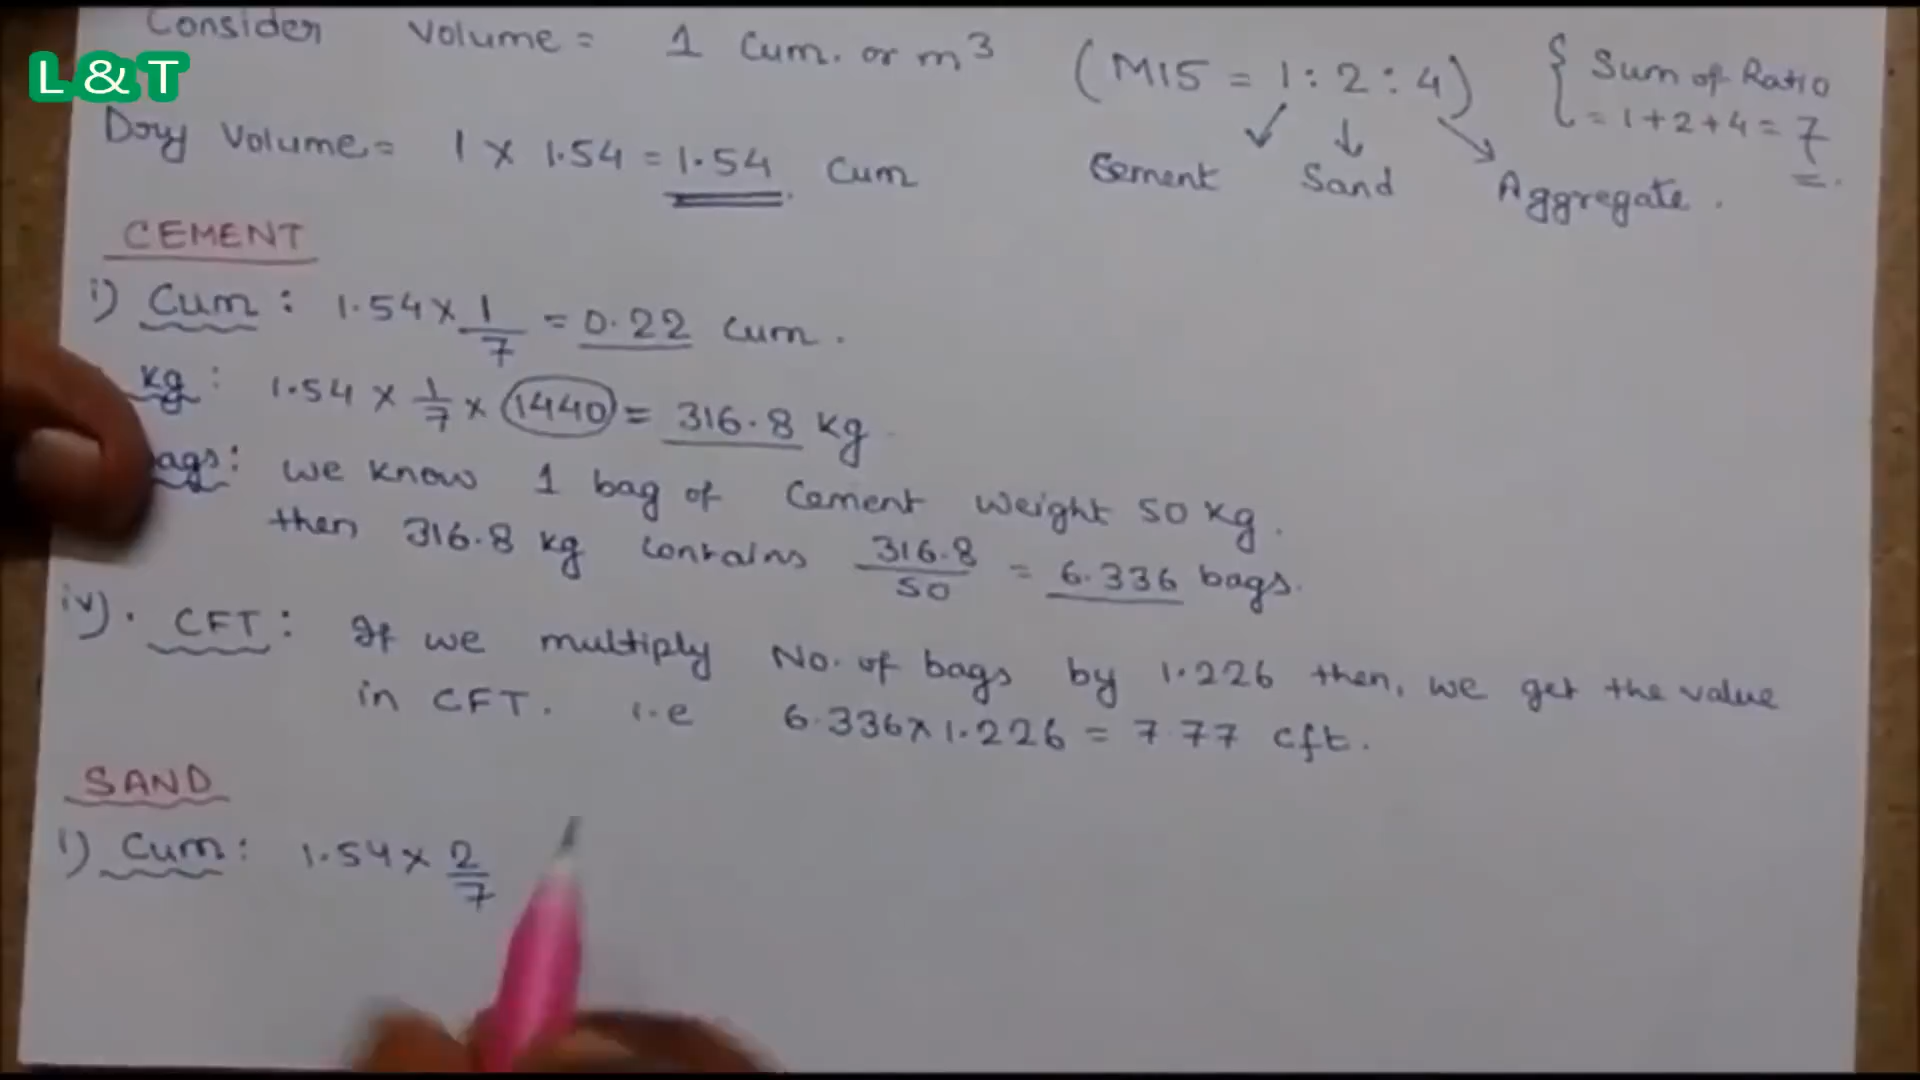 Consider Volume = 1 Cum. or m³
L&T
(M15 = 1 : 2 : 4)
{ Sum of Ratio
= 1+2+4 = 7
Dry Volume = 1 x 1.54 = 1.54 Cum
Cement Sand Aggregate.
CEMENT
i) Cum : 1.54 x 1/7 = 0.22 Cum.
kg : 1.54 x 1/7 x 1440 = 316.8 kg
ags : We know 1 bag of Cement weight 50 kg.
then 316.8 kg contains 316.8/50 = 6.336 bags.
iv). CFT : If we multiply No. of bags by 1.226 then, we get the value
in CFT. i.e 6.336 x 1.226 = 7.77 cft.
SAND
i) Cum : 1.54 x 2/7